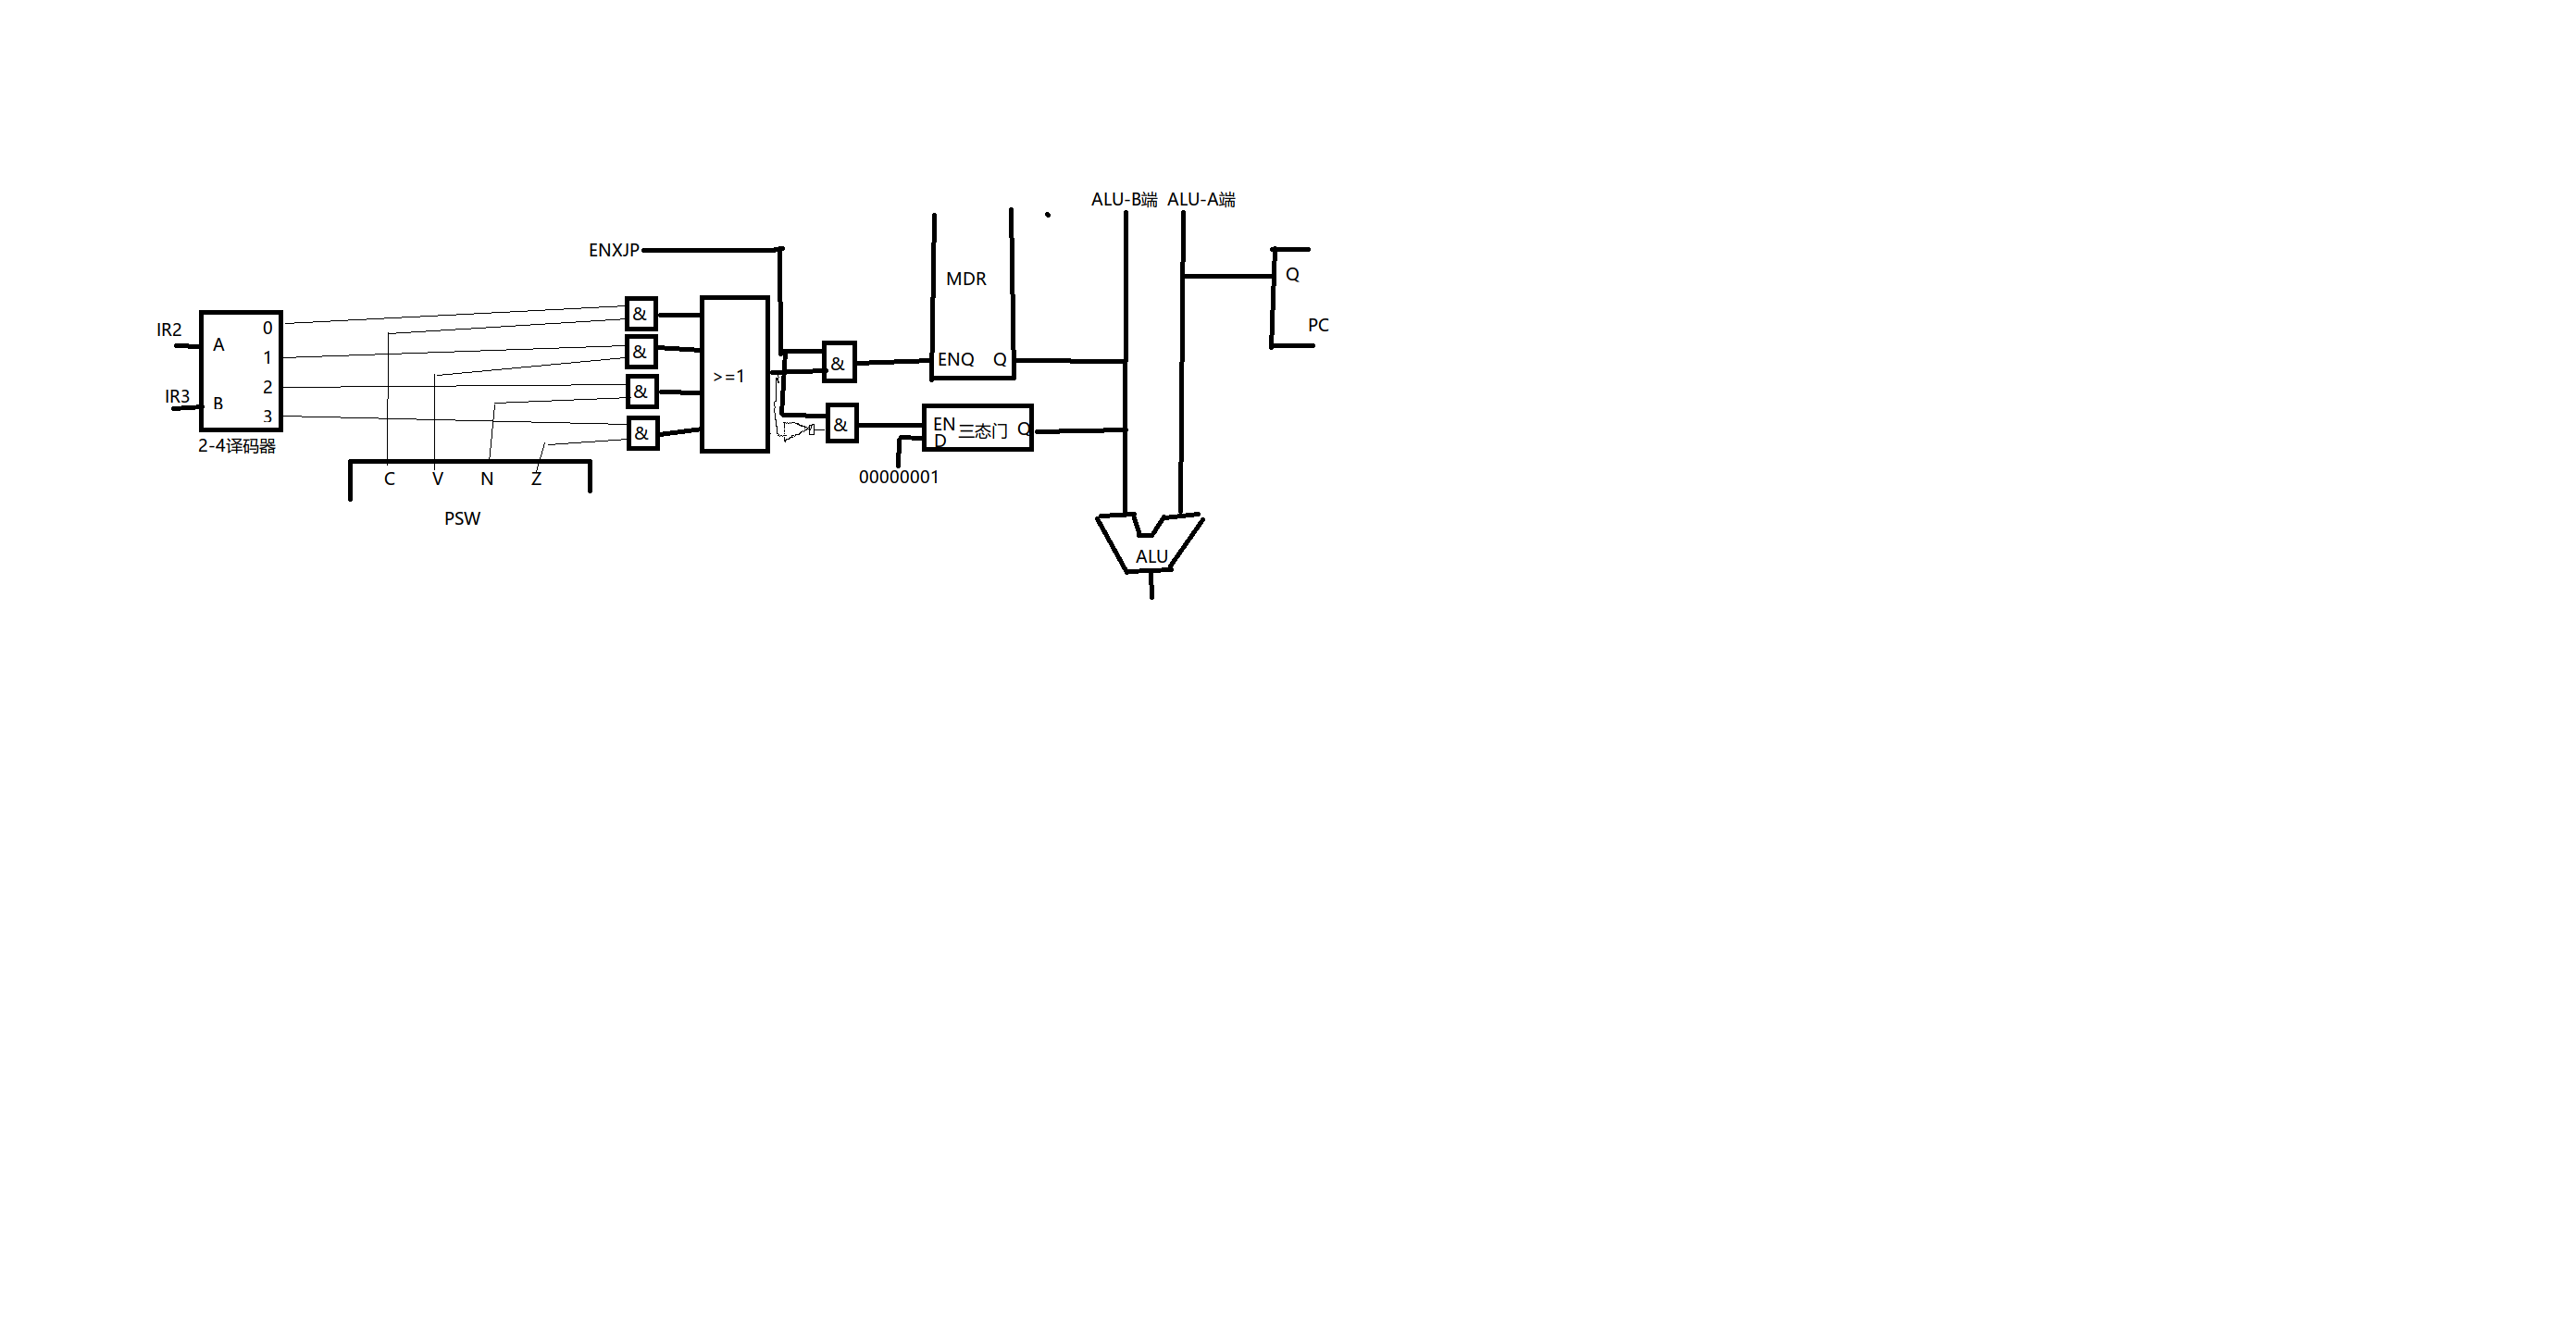 ALU-B端 ALU-A端
ENXJP
MDR
Q
PC
IR2
A
0
1
2
3
IR3
B
2-4译码器
&
&
&
&
>=1
&
&
ENQ Q
EN 三态门 Q
D
00000001
C V N Z
PSW
ALU